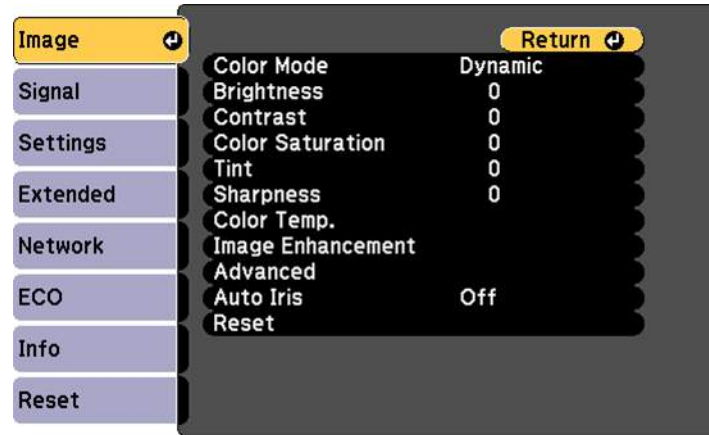 Image
Signal
Settings
Extended
Network
ECO
Info
Reset
Return
Color Mode Dynamic
Brightness 0
Contrast 0
Color Saturation 0
Tint 0
Sharpness 0
Color Temp.
Image Enhancement
Advanced
Auto Iris Off
Reset